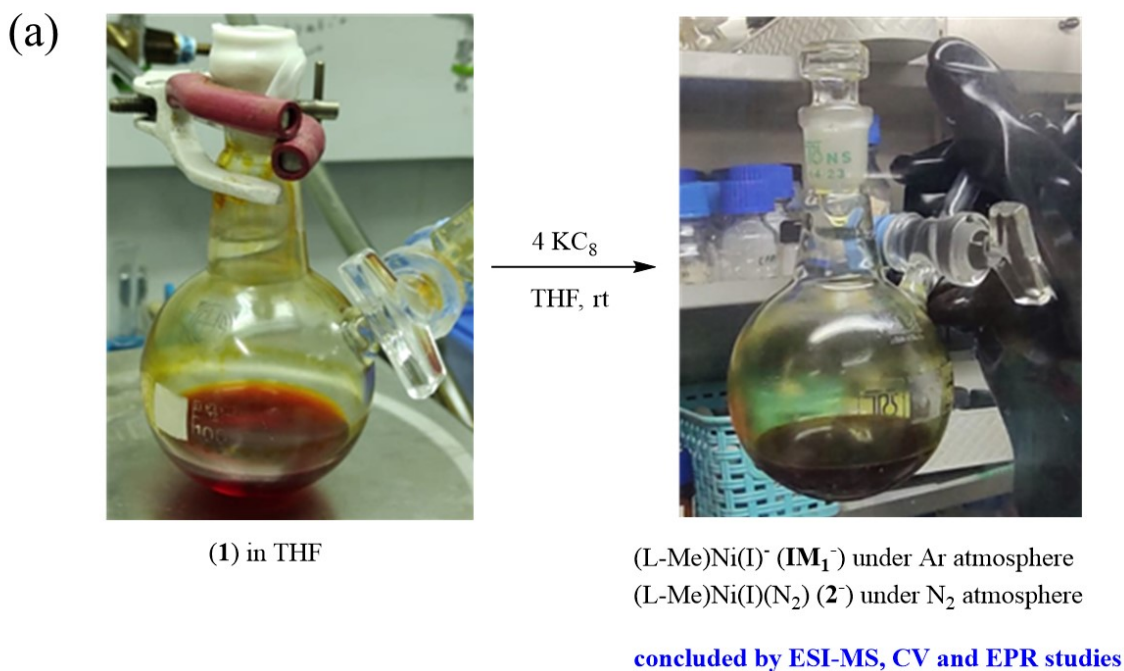 (a)
4 KC₈
THF, rt
(1) in THF
(L-Me)Ni(I)⁻ (IM₁⁻) under Ar atmosphere
(L-Me)Ni(I)(N₂) (2⁻) under N₂ atmosphere
concluded by ESI-MS, CV and EPR studies